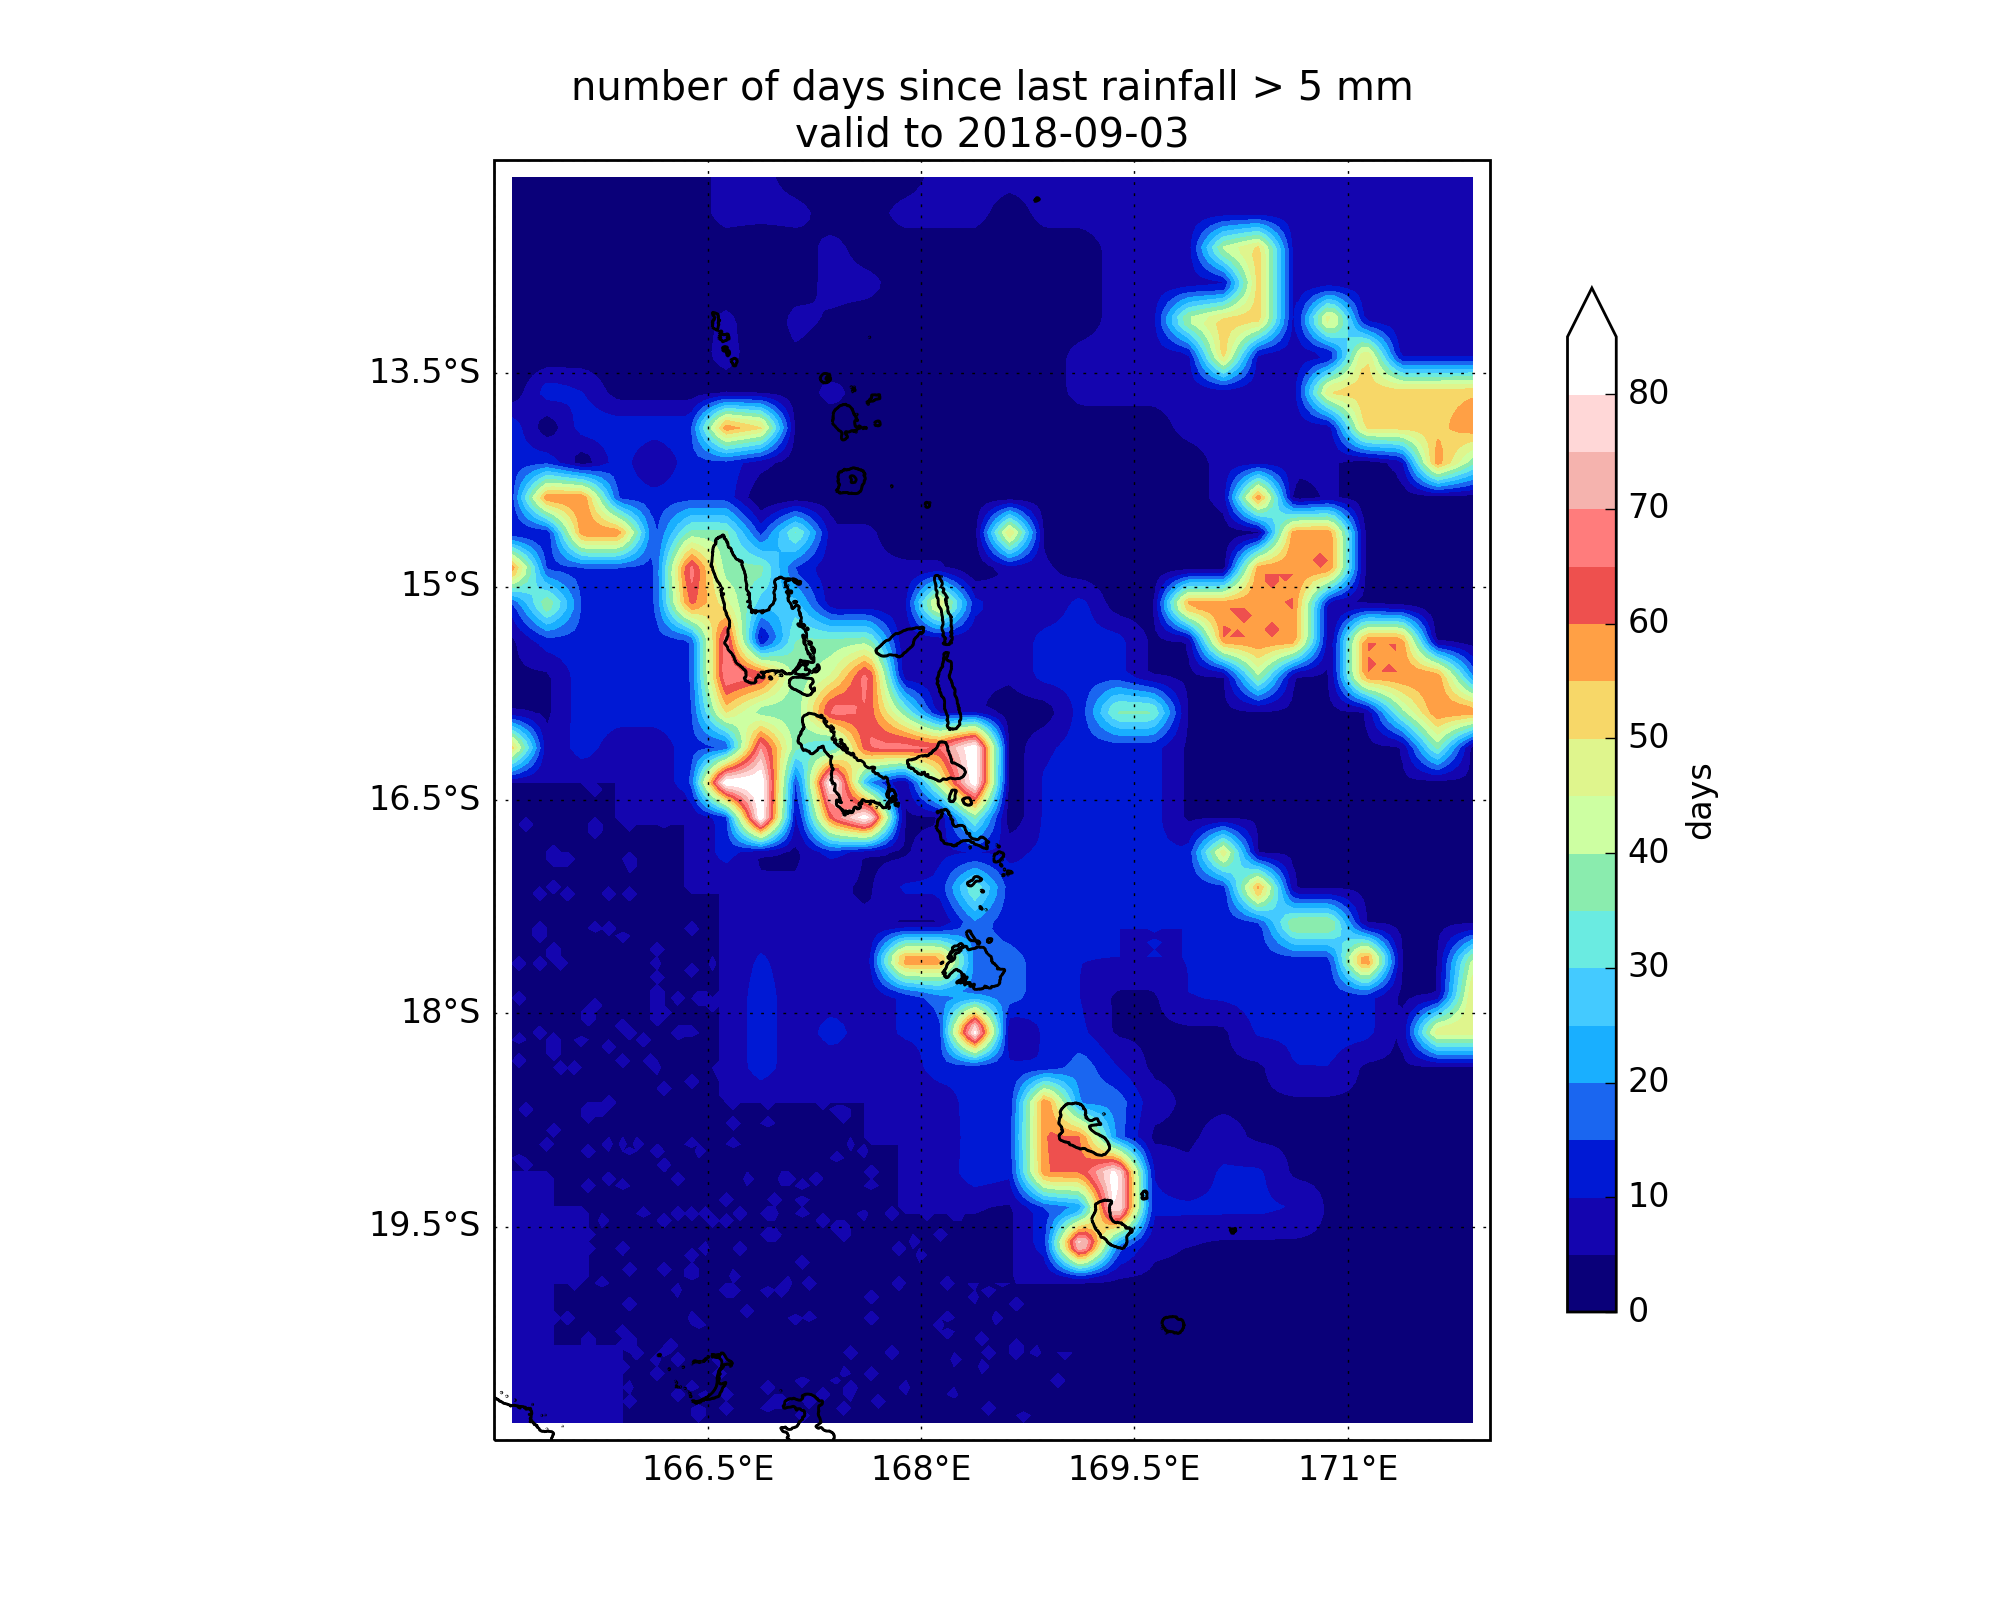 number of days since last rainfall > 5 mm
valid to 2018-09-03
13.5°S
15°S
16.5°S
18°S
19.5°S
166.5°E
168°E
169.5°E
171°E
80
70
60
50
40
30
20
10
0
days